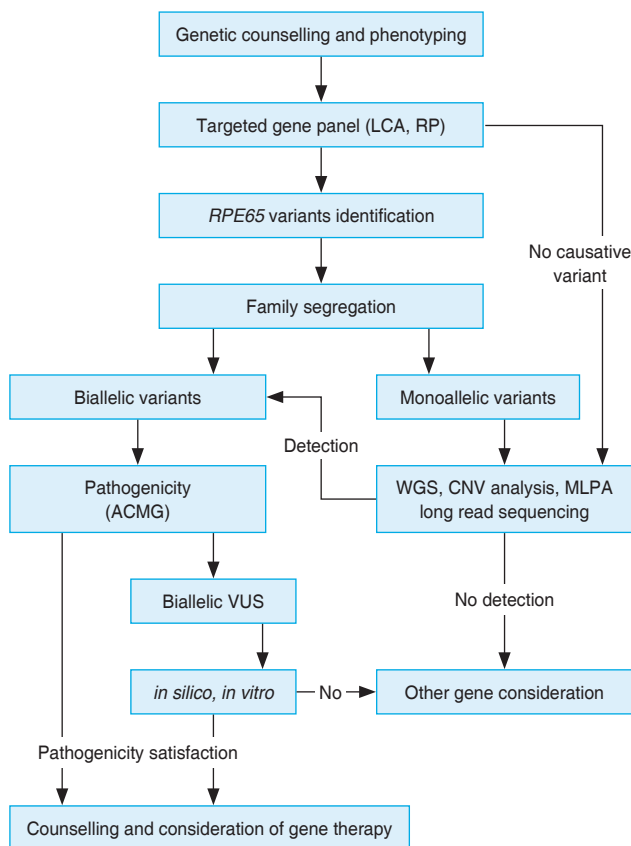 Genetic counselling and phenotyping
Targeted gene panel (LCA, RP)
RPE65 variants identification
No causative
variant
Family segregation
Biallelic variants
Monoallelic variants
Detection
Pathogenicity
(ACMG)
WGS, CNV analysis, MLPA
long read sequencing
Biallelic VUS
No detection
in silico, in vitro
No
Other gene consideration
Pathogenicity satisfaction
Counselling and consideration of gene therapy